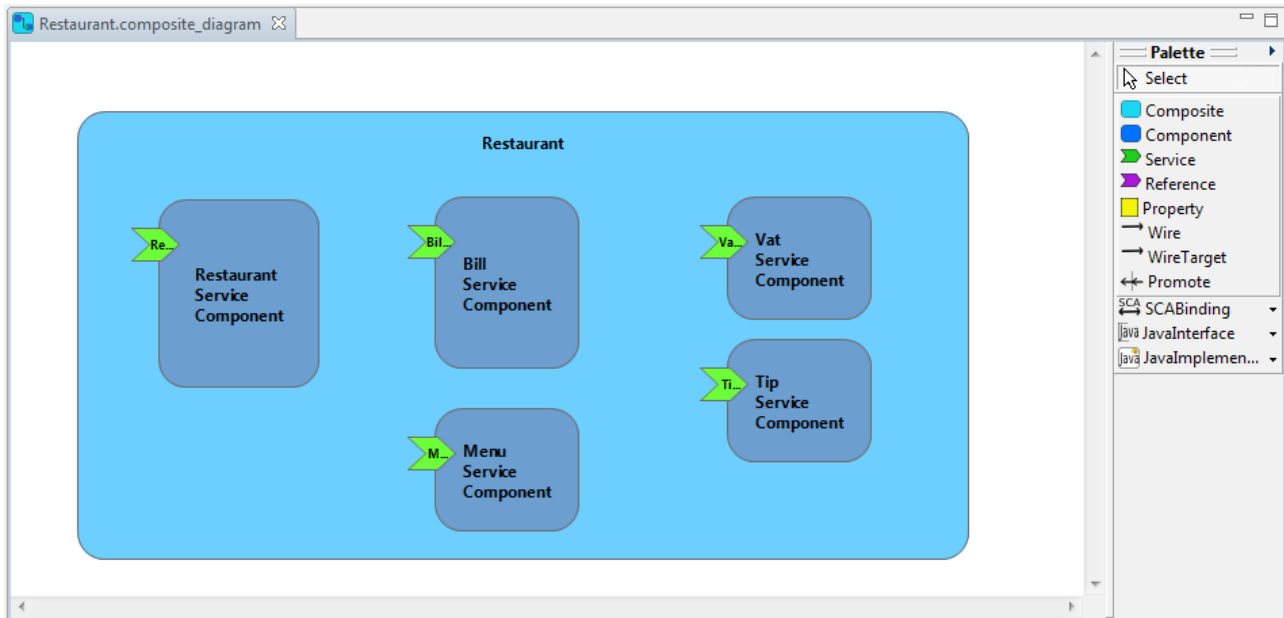 Restaurant.composite_diagram
Restaurant
Re...
Restaurant
Service
Component
Bil...
Bill
Service
Component
Va...
Vat
Service
Component
Ti...
Tip
Service
Component
M...
Menu
Service
Component
Palette
Select
Composite
Component
Service
Reference
Property
Wire
WireTarget
Promote
SCA
SCABinding
java
JavaInterface
java
JavaImplemen...